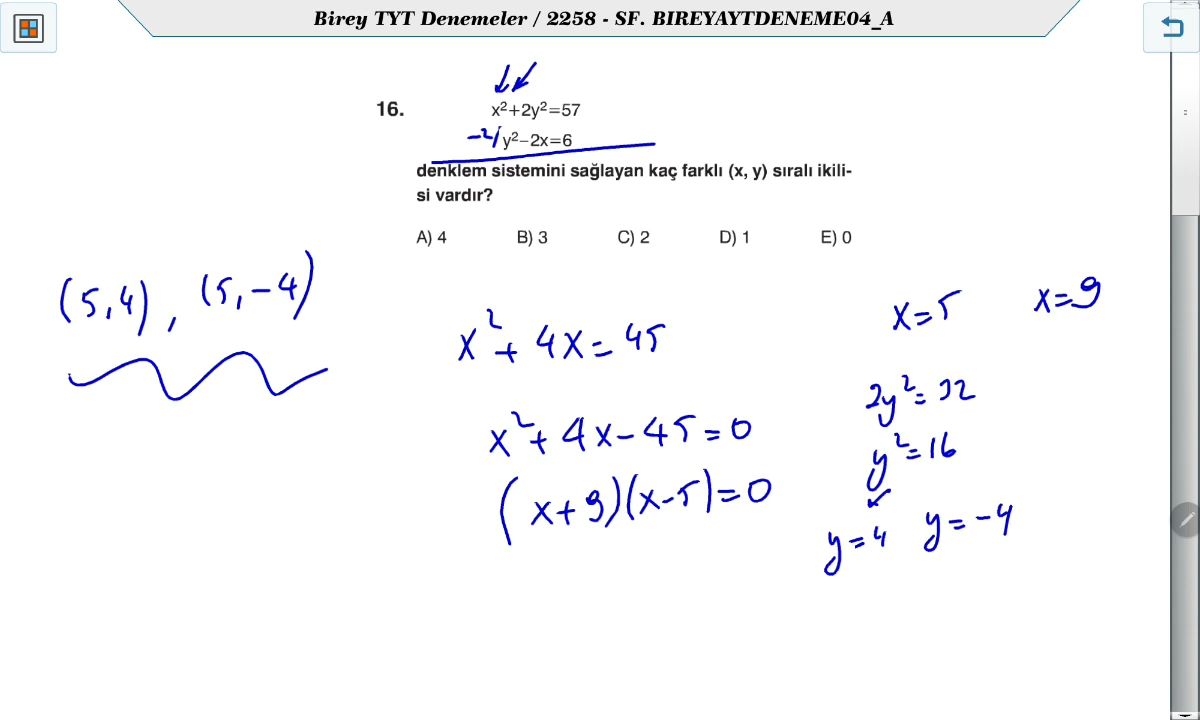 Birey TYT Denemeler / 2258 - SF. BIREYAYTDENEME04_A
16.
x²+2y²=57
-2/ y²-2x=6
denklem sistemini sağlayan kaç farklı (x, y) sıralı ikili-
si vardır?
A) 4 B) 3 C) 2 D) 1 E) 0
(5,4), (5,-4)
x²+4x=45
x²+4x-45=0
(x+9)(x-5)=0
x=5 x=9
2y²=32
y²=16
y=4 y=-4